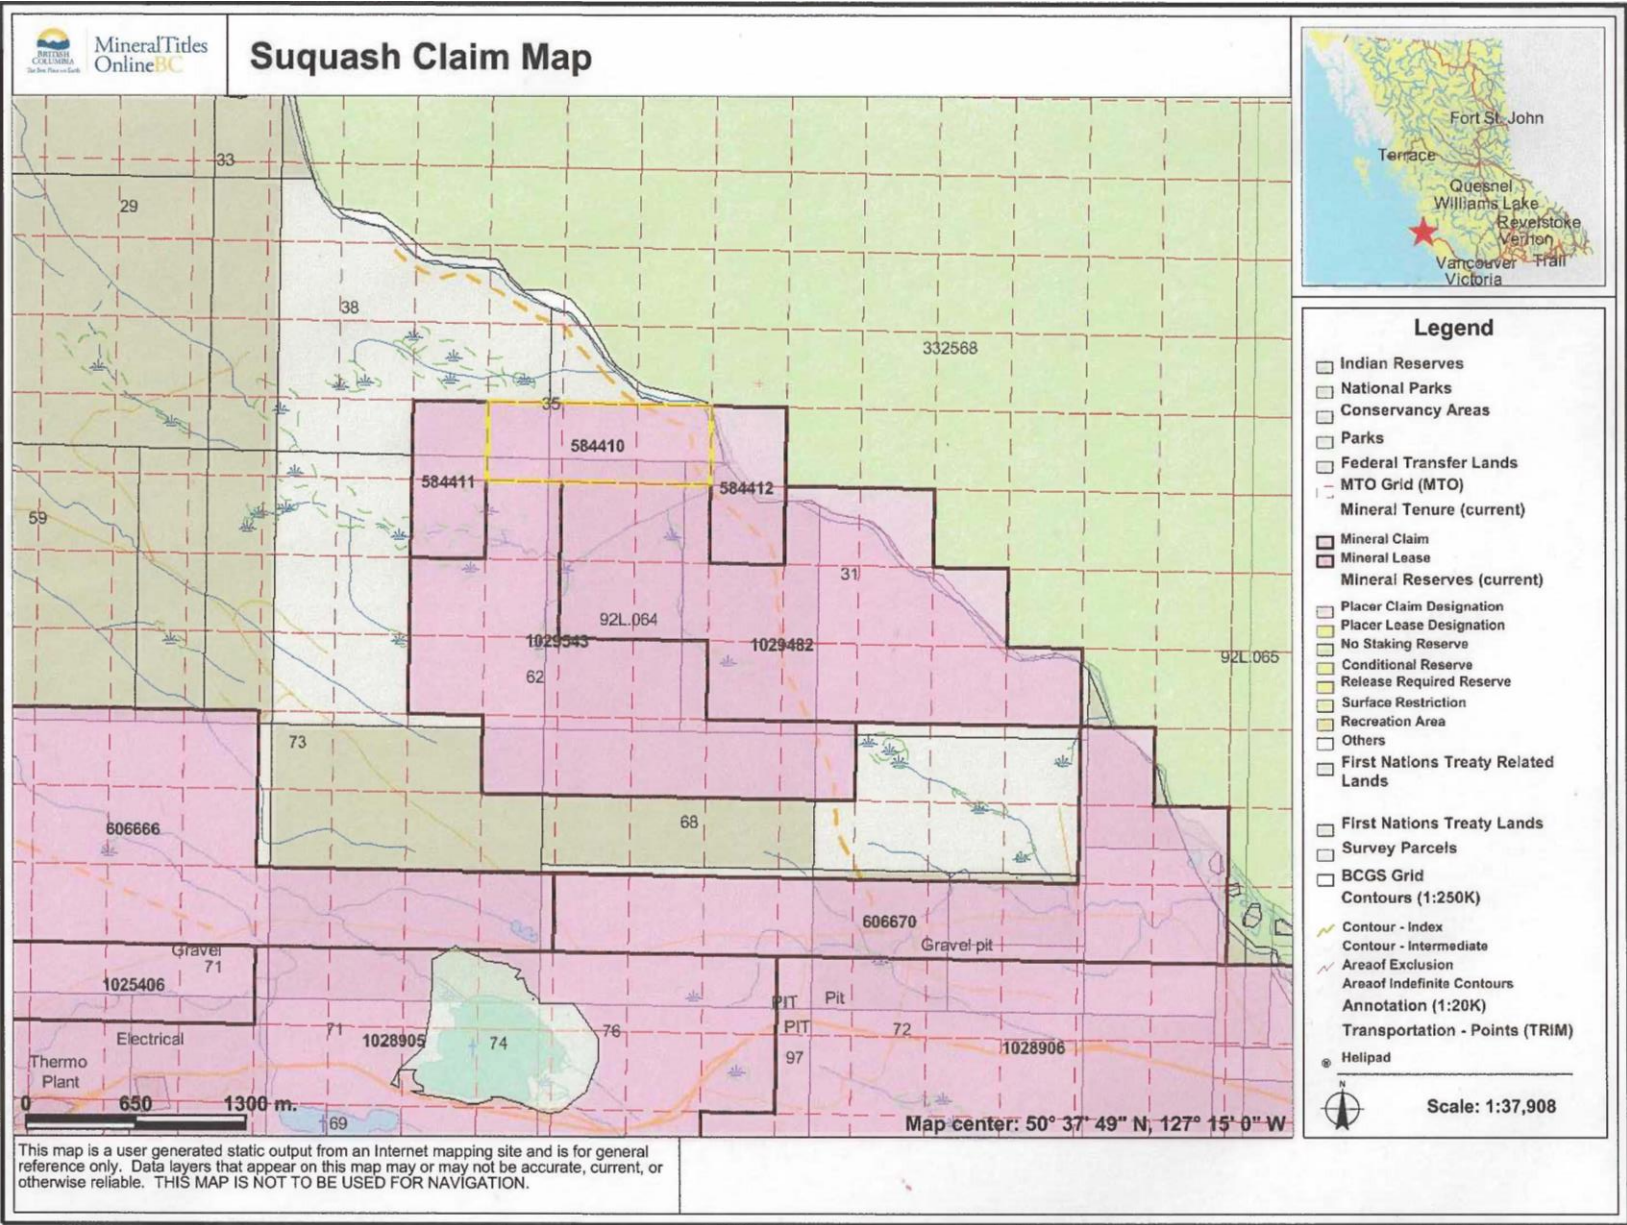 BRITISH
COLUMBIA
The Best Place on Earth
MineralTitles
OnlineBC
Suquash Claim Map
Fort St. John
Terrace
Quesnel
Williams Lake
Revelstoke
Vernon
Vancouver Trail
Victoria
33
29
38
332568
35
584410
584411
584412
59
31
92L.064
1029543
1029482
92L.065
62
73
68
606666
606670
Gravel pit
Gravel
71
1025406
PIT
Pit
Electrical
71
1028905
74
76
PIT
72
97
1028906
Thermo
Plant
0 650 1300 m.
69
Map center: 50° 37' 49" N, 127° 15' 0" W
Legend
Indian Reserves
National Parks
Conservancy Areas
Parks
Federal Transfer Lands
MTO Grid (MTO)
Mineral Tenure (current)
Mineral Claim
Mineral Lease
Mineral Reserves (current)
Placer Claim Designation
Placer Lease Designation
No Staking Reserve
Conditional Reserve
Release Required Reserve
Surface Restriction
Recreation Area
Others
First Nations Treaty Related
Lands
First Nations Treaty Lands
Survey Parcels
BCGS Grid
Contours (1:250K)
Contour - Index
Contour - Intermediate
Areaof Exclusion
Areaof Indefinite Contours
Annotation (1:20K)
Transportation - Points (TRIM)
Helipad
N
Scale: 1:37,908
This map is a user generated static output from an Internet mapping site and is for general
reference only. Data layers that appear on this map may or may not be accurate, current, or
otherwise reliable. THIS MAP IS NOT TO BE USED FOR NAVIGATION.